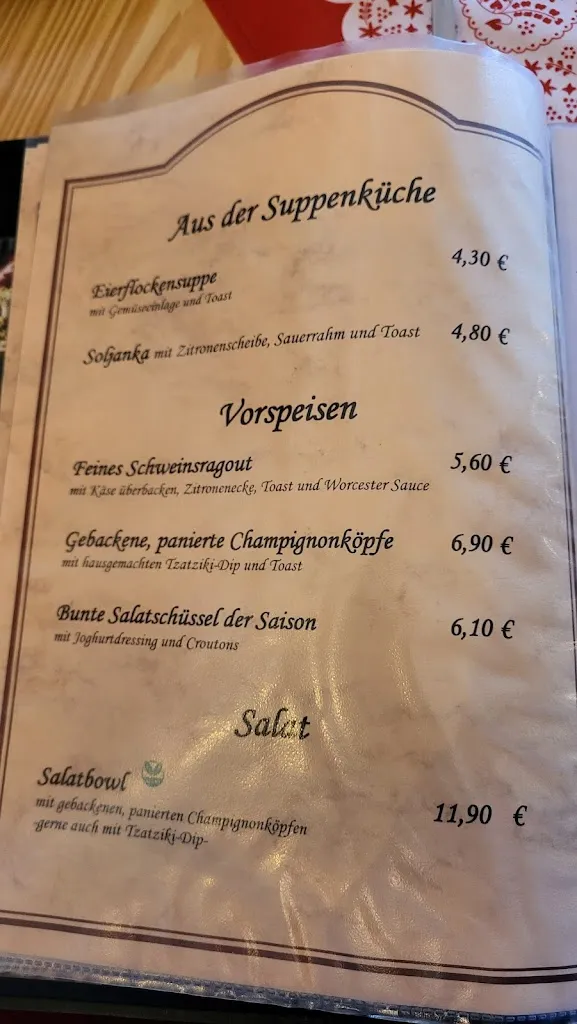 Aus der Suppenküche
Eierflockensuppe 4,30 €
mit Gemüseeinlage und Toast
Soljanka mit Zitronenscheibe, Sauerrahm und Toast 4,80 €
Vorspeisen
Feines Schweinsragout 5,60 €
mit Käse überbacken, Zitronenecke, Toast und Worcester Sauce
Gebackene, panierte Champignonköpfe 6,90 €
mit hausgemachten Tzatziki-Dip und Toast
Bunte Salatschüssel der Saison 6,10 €
mit Joghurtdressing und Croutons
Salat
Salatbowl
mit gebackenen, panierten Champignonköpfen 11,90 €
-gerne auch mit Tzatziki-Dip-